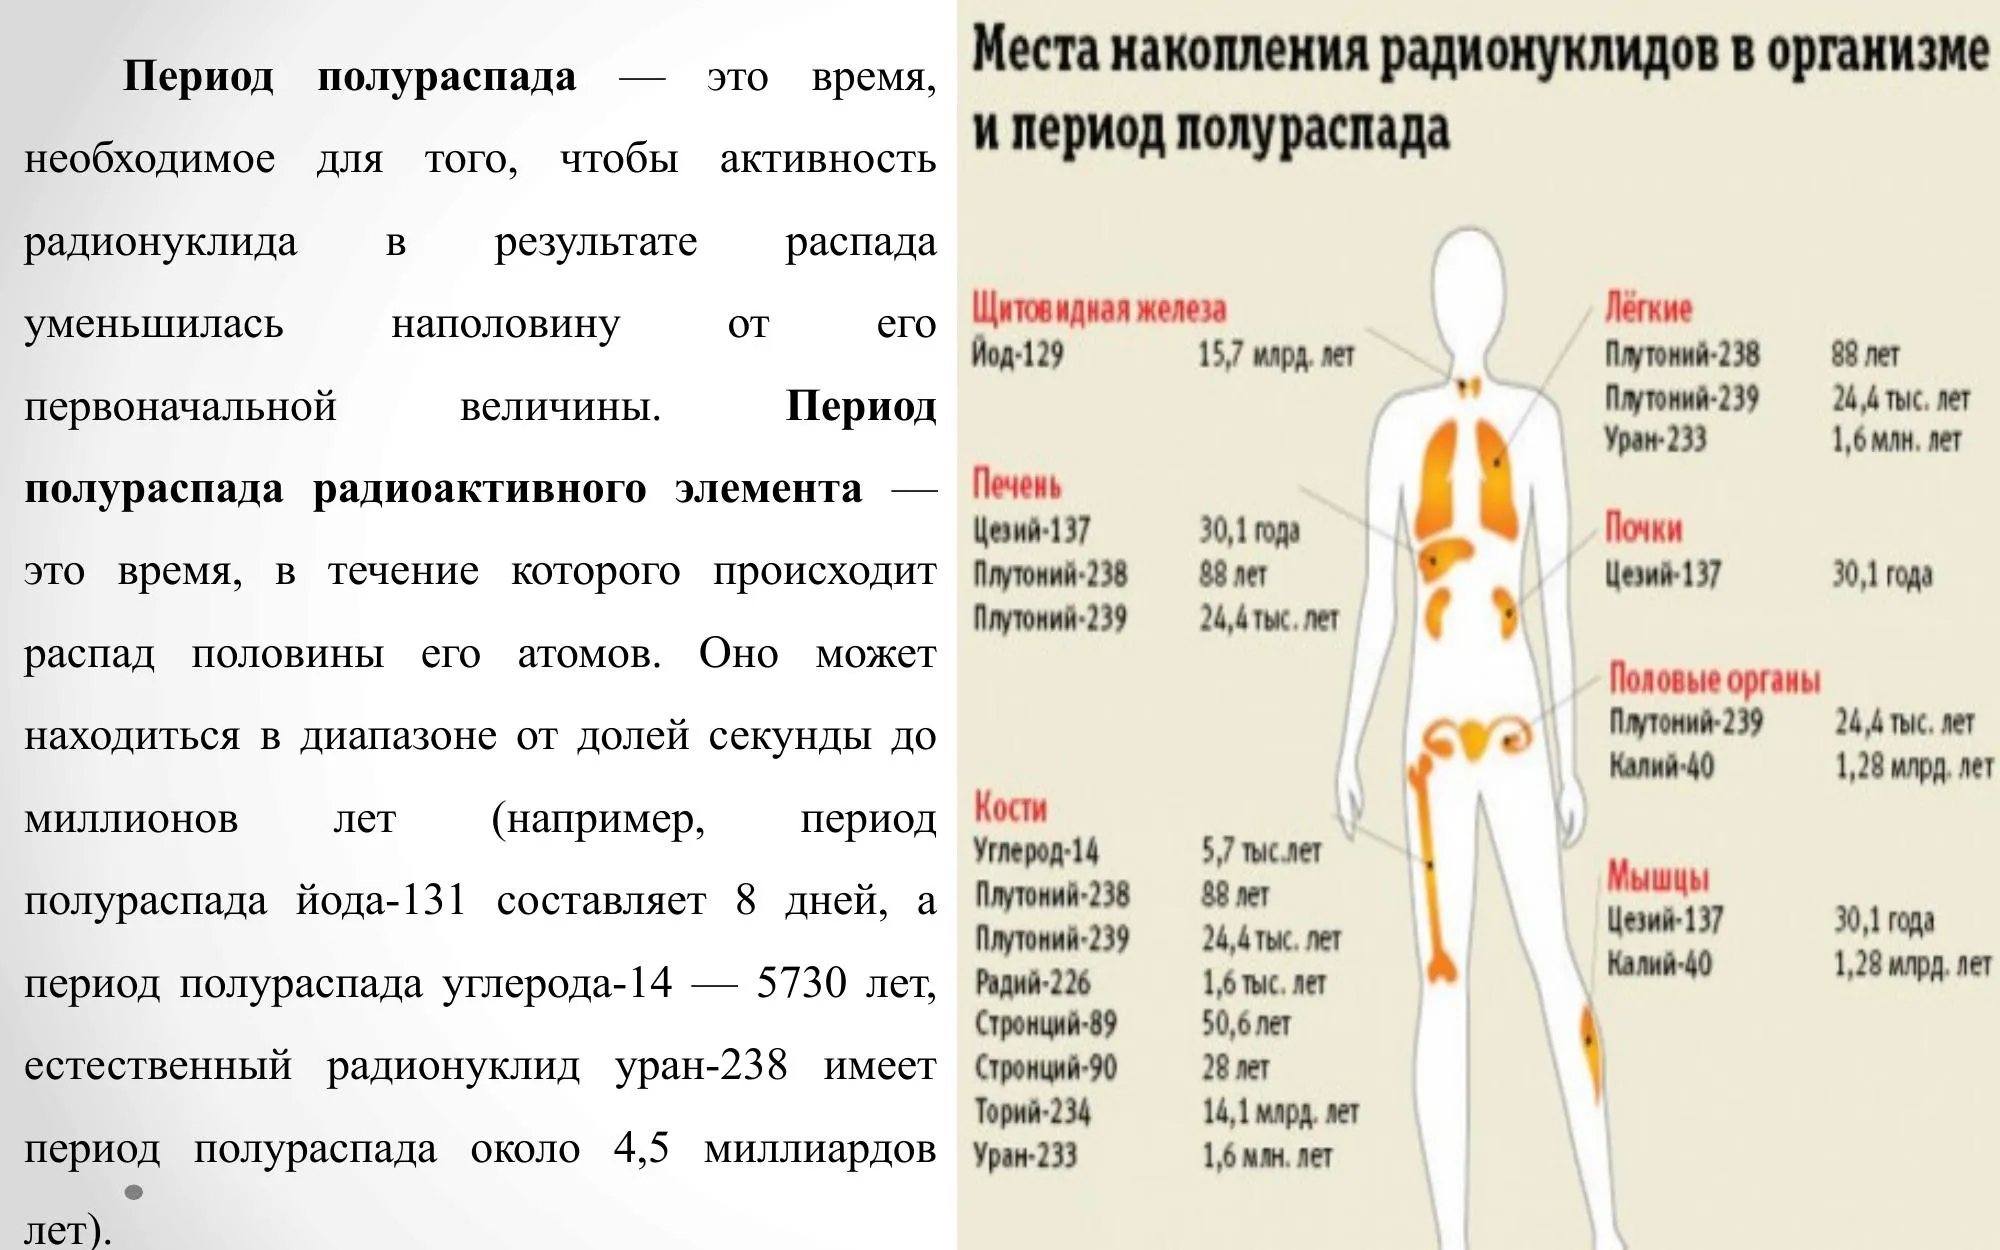 Период полураспада — это время,
необходимое для того, чтобы активность
радионуклида в результате распада
уменьшилась наполовину от его
первоначальной величины. Период
полураспада радиоактивного элемента —
это время, в течение которого происходит
распад половины его атомов. Оно может
находиться в диапазоне от долей секунды до
миллионов лет (например, период
полураспада йода-131 составляет 8 дней, а
период полураспада углерода-14 — 5730 лет,
естественный радионуклид уран-238 имеет
период полураспада около 4,5 миллиардов
лет).
Места накопления радионуклидов в организме
и период полураспада
Щитовидная железа
Йод-129 15,7 млрд. лет
Печень
Цезий-137 30,1 года
Плутоний-238 88 лет
Плутоний-239 24,4 тыс. лет
Кости
Углерод-14 5,7 тыс.лет
Плутоний-238 88 лет
Плутоний-239 24,4 тыс. лет
Радий-226 1,6 тыс. лет
Стронций-89 50,6 лет
Стронций-90 28 лет
Торий-234 14,1 млрд. лет
Уран-233 1,6 млн. лет
Лёгкие
Плутоний-238 88 лет
Плутоний-239 24,4 тыс. лет
Уран-233 1,6 млн. лет
Почки
Цезий-137 30,1 года
Половые органы
Плутоний-239 24,4 тыс. лет
Калий-40 1,28 млрд. лет
Мышцы
Цезий-137 30,1 года
Калий-40 1,28 млрд. лет